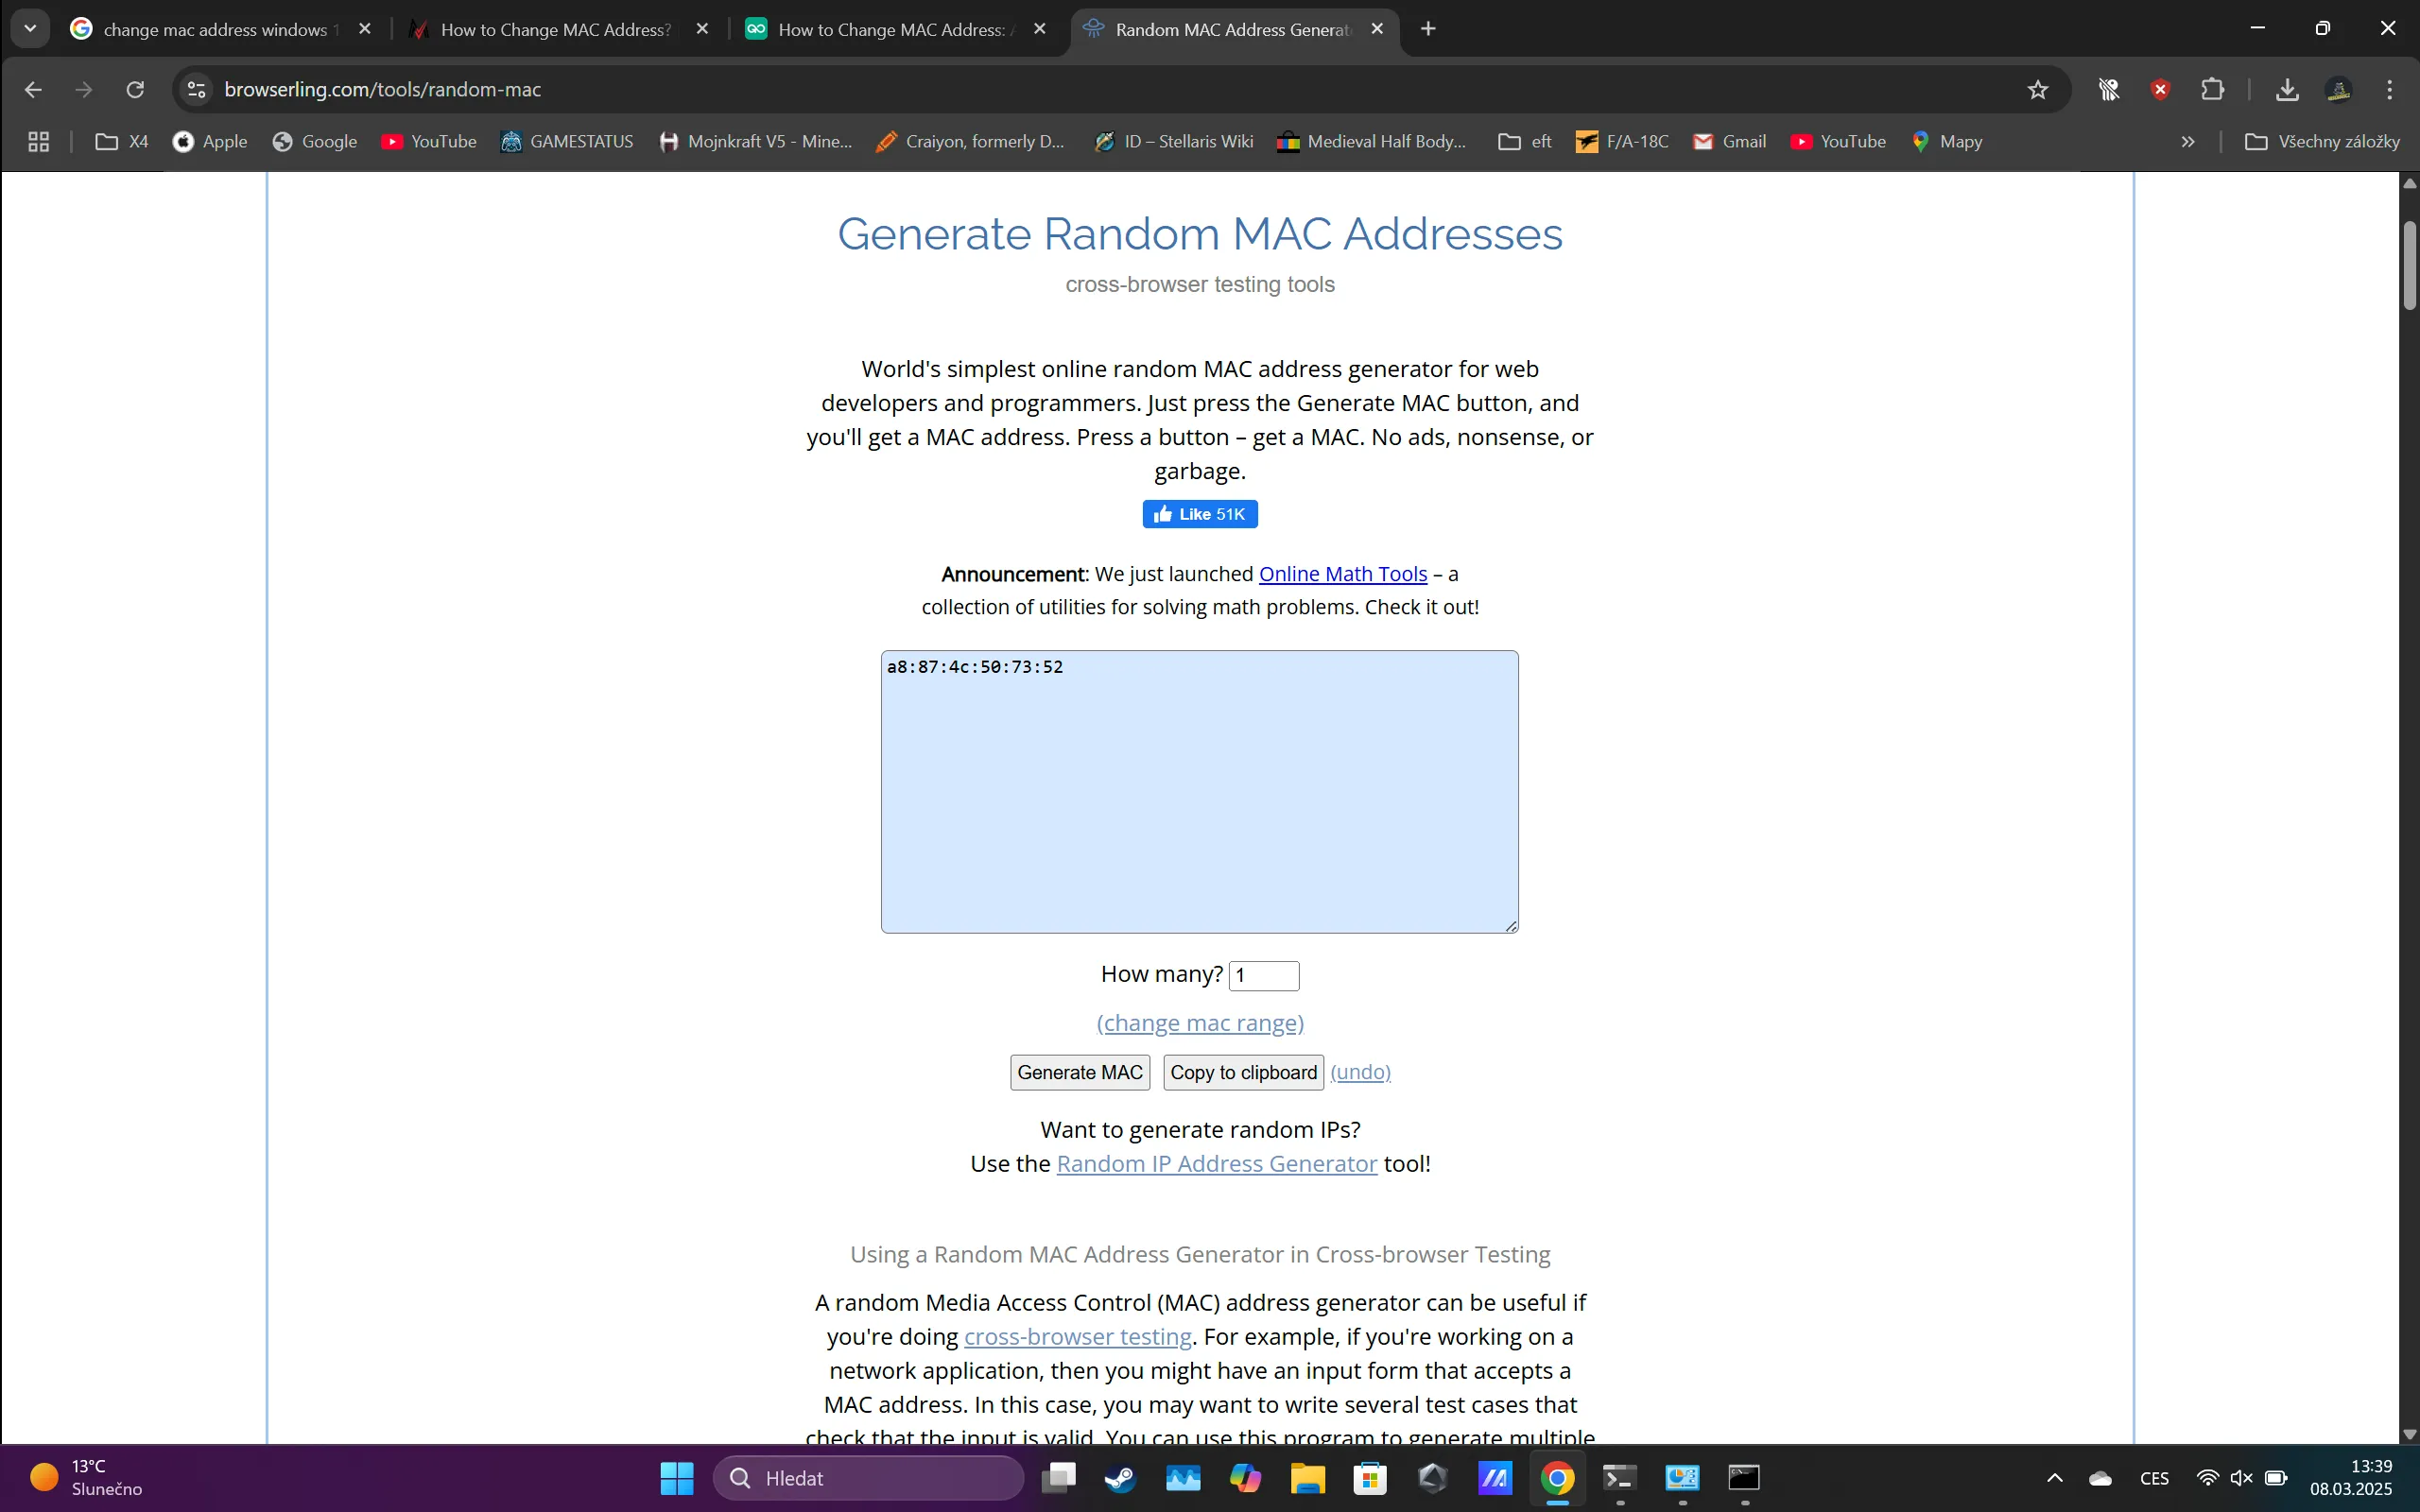 change mac address windows 1
How to Change MAC Address?
How to Change MAC Address: A
Random MAC Address Generat
browserling.com/tools/random-mac
X4
Apple
Google
YouTube
GAMESTATUS
Mojnkraft V5 - Mine...
Craiyon, formerly D...
ID – Stellaris Wiki
Medieval Half Body...
eft
F/A-18C
Gmail
YouTube
Mapy
Všechny záložky
Generate Random MAC Addresses
cross-browser testing tools
World's simplest online random MAC address generator for web
developers and programmers. Just press the Generate MAC button, and
you'll get a MAC address. Press a button – get a MAC. No ads, nonsense, or
garbage.
Like 51K
Announcement: We just launched Online Math Tools – a
collection of utilities for solving math problems. Check it out!
a8:87:4c:50:73:52
How many? 1
(change mac range)
Generate MAC Copy to clipboard (undo)
Want to generate random IPs?
Use the Random IP Address Generator tool!
Using a Random MAC Address Generator in Cross-browser Testing
A random Media Access Control (MAC) address generator can be useful if
you're doing cross-browser testing. For example, if you're working on a
network application, then you might have an input form that accepts a
MAC address. In this case, you may want to write several test cases that
check that the input is valid. You can use this program to generate multiple
13°C
Slunečno
Hledat
CES
13:39
08.03.2025